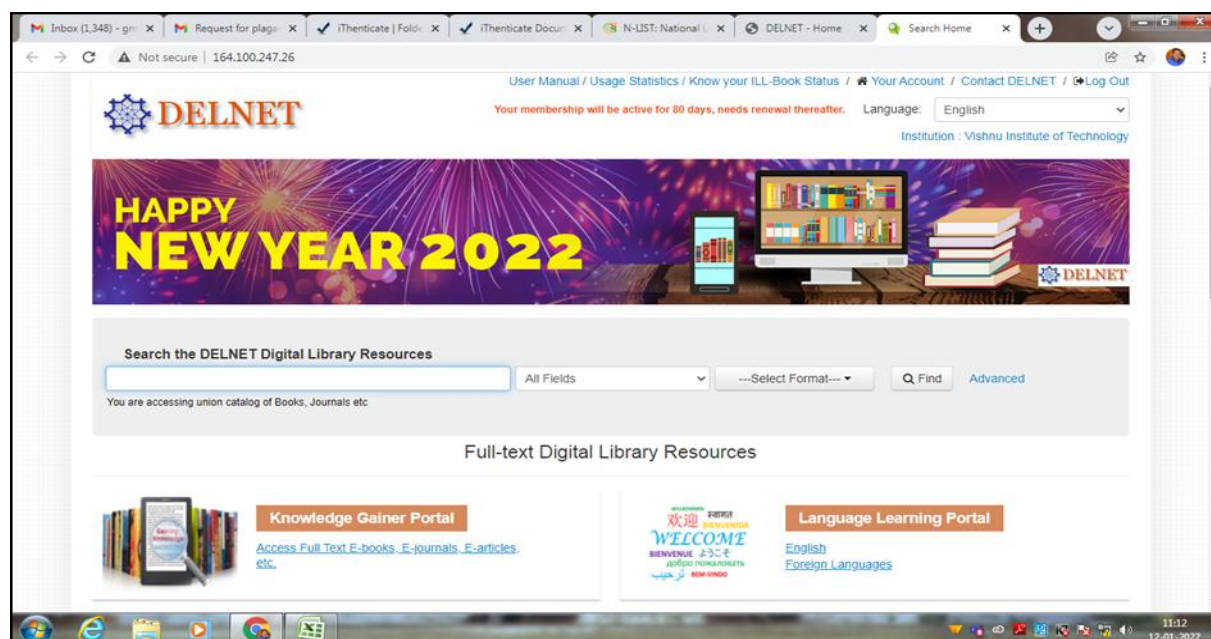 Inbox (1,348) - gm
Request for plaga
iThenticate | Folde
iThenticate Docun
N-LIST: National L
DELNET - Home
Search Home
Not secure | 164.100.247.26
User Manual / Usage Statistics / Know your ILL-Book Status / Your Account / Contact DELNET / Log Out
DELNET
Your membership will be active for 80 days, needs renewal thereafter. Language: English
Institution : Vishnu Institute of Technology
HAPPY
NEW YEAR 2022
DELNET
Search the DELNET Digital Library Resources
All Fields
---Select Format---
Find
Advanced
You are accessing union catalog of Books, Journals etc
Full-text Digital Library Resources
Knowledge Gainer Portal
Access Full Text E-books, E-journals, E-articles,
etc.
欢迎 स्वागत
BIENVENIDA
WELCOME
BIENVENUE ようこそ
добро пожаловать
ترحيب BEM-VINDO
Language Learning Portal
English
Foreign Languages
11:12
12-01-2022